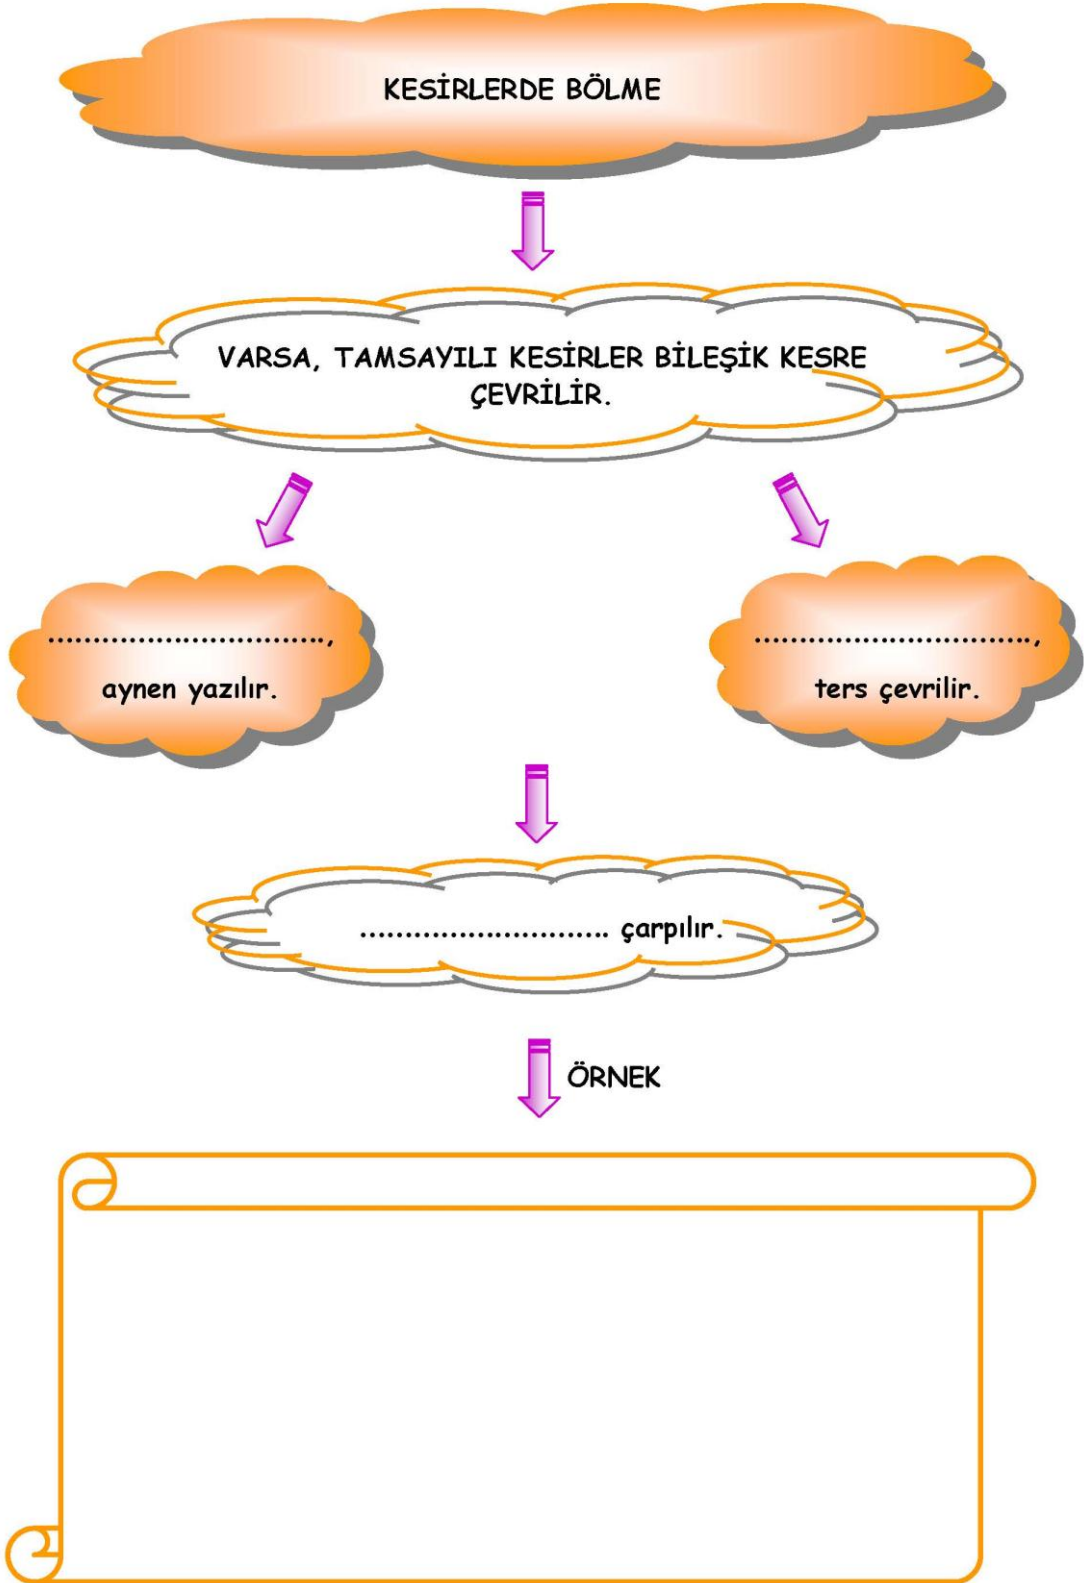 KESİRLERDE BÖLME
VARSA, TAMSAYILI KESİRLER BİLEŞİK KESRE
ÇEVRİLİR.
..............................,
aynen yazılır.
..............................,
ters çevrilir.
........................... çarpılır.
ÖRNEK